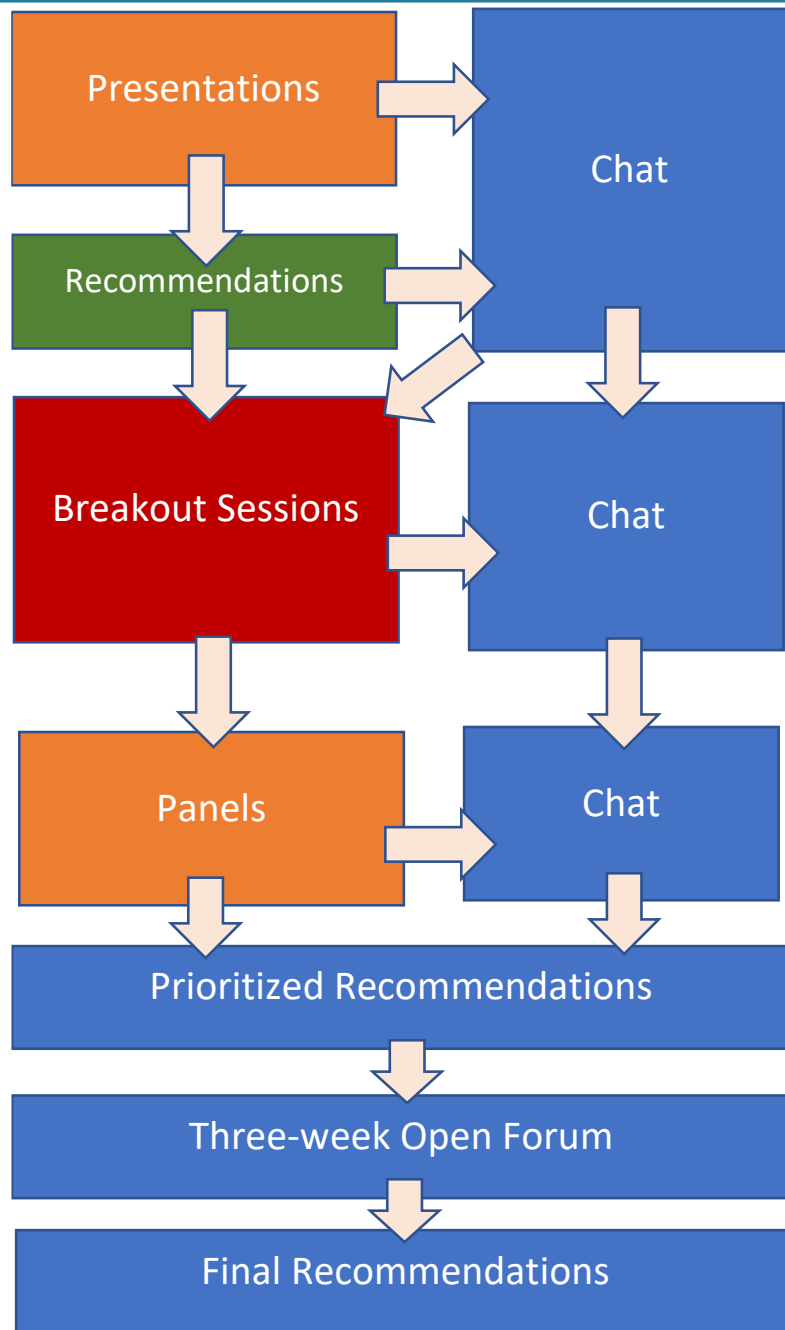 Presentations
Chat
Recommendations
Breakout Sessions
Chat
Panels
Chat
Prioritized Recommendations
Three-week Open Forum
Final Recommendations